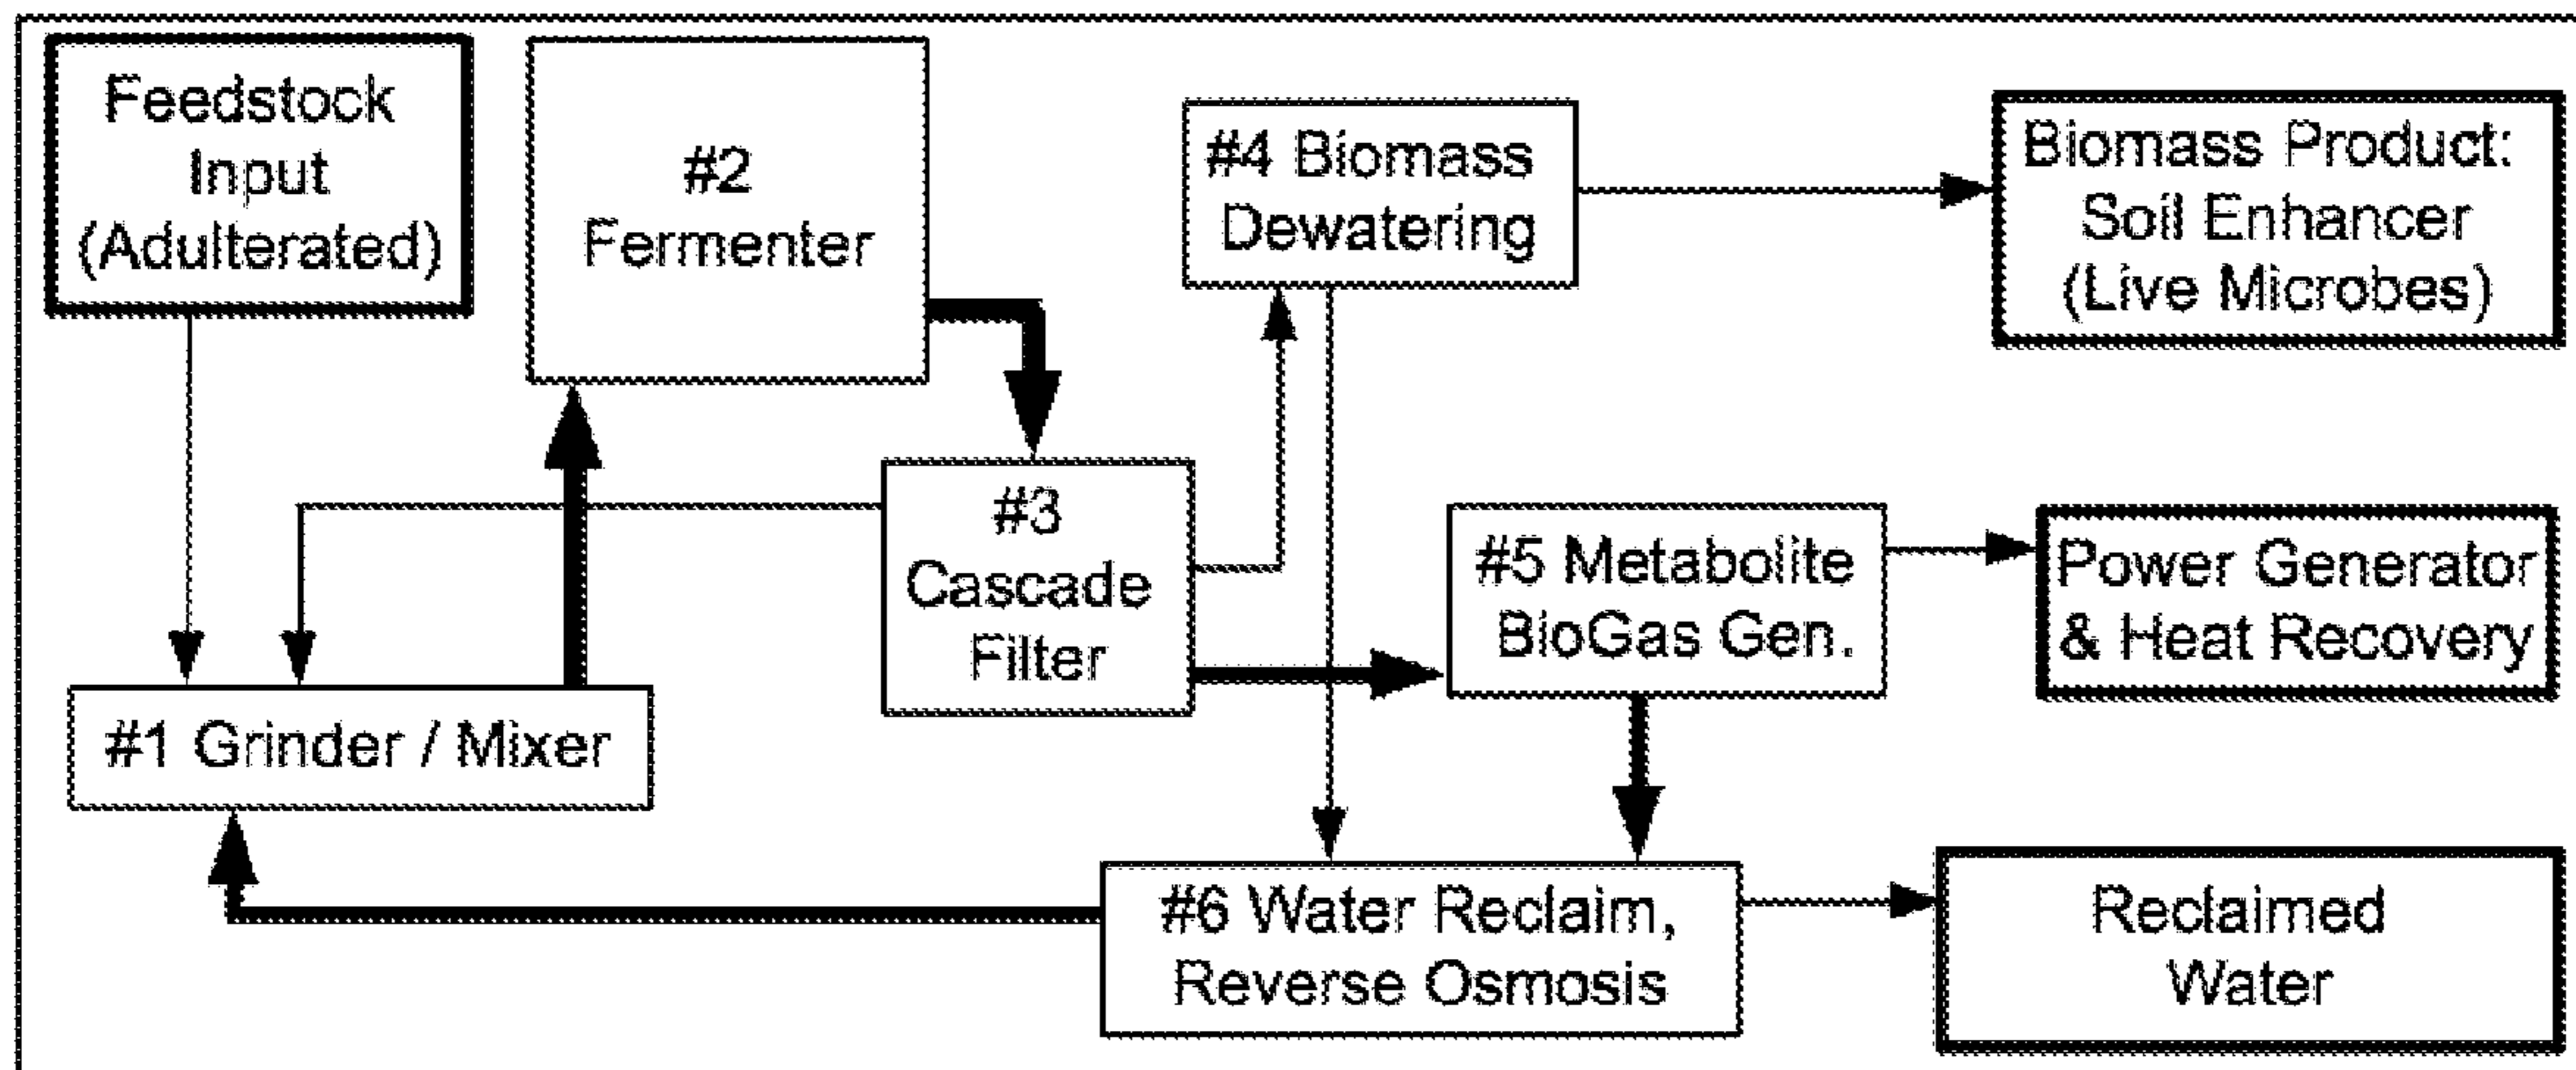 Feedstock
Input
(Adulterated)
#2
Fermenter
#4 Biomass
Dewatering
Biomass Product:
Soil Enhancer
(Live Microbes)
#3
Cascade
Filter
#5 Metabolite
BioGas Gen.
Power Generator
& Heat Recovery
#1 Grinder / Mixer
#6 Water Reclaim,
Reverse Osmosis
Reclaimed
Water